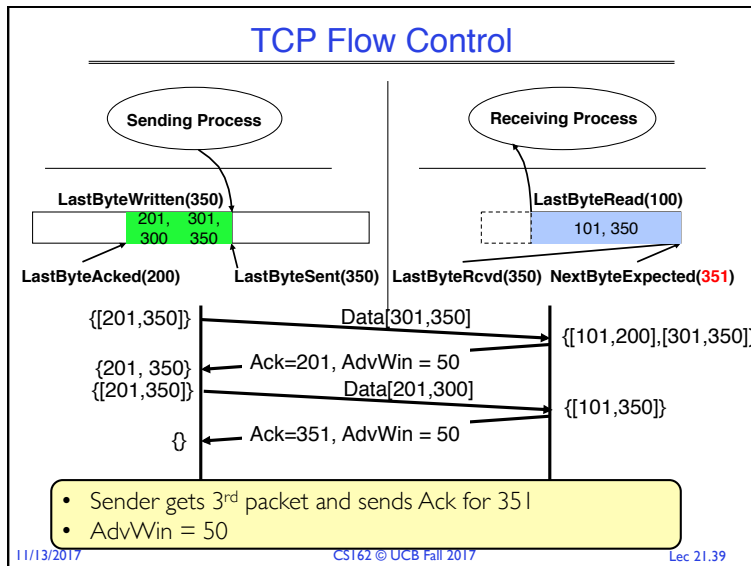 TCP Flow Control
Sending Process
Receiving Process
LastByteWritten(350)
LastByteRead(100)
201, 301,
300 350
101, 350
LastByteAcked(200)
LastByteSent(350)
LastByteRcvd(350)
NextByteExpected(351)
{[201,350]}
Data[301,350]
{[101,200],[301,350]}
Ack=201, AdvWin = 50
{201, 350}
{[201,350]}
Data[201,300]
{[101,350]}
Ack=351, AdvWin = 50
{}
• Sender gets 3rd packet and sends Ack for 351
• AdvWin = 50
11/13/2017
CS162 © UCB Fall 2017
Lec 21.39